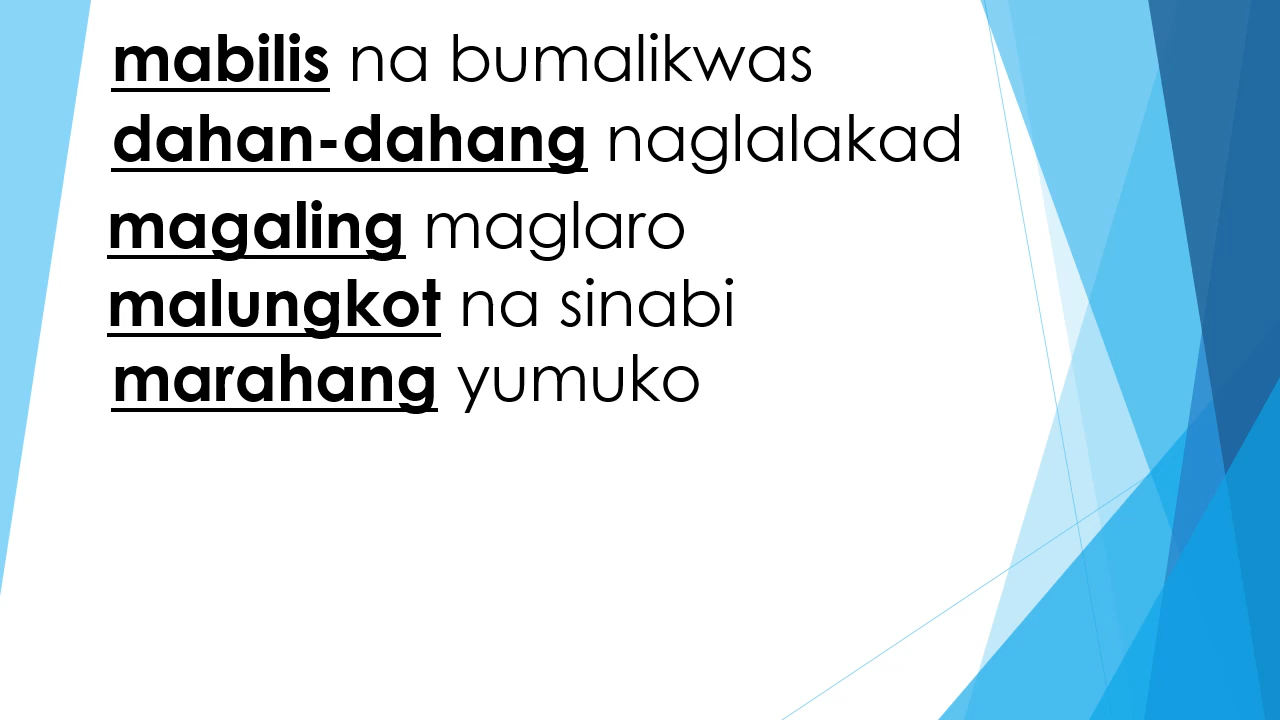 mabilis na bumalikwas
dahan-dahang naglalakad
magaling maglaro
malungkot na sinabi
marahang yumuko